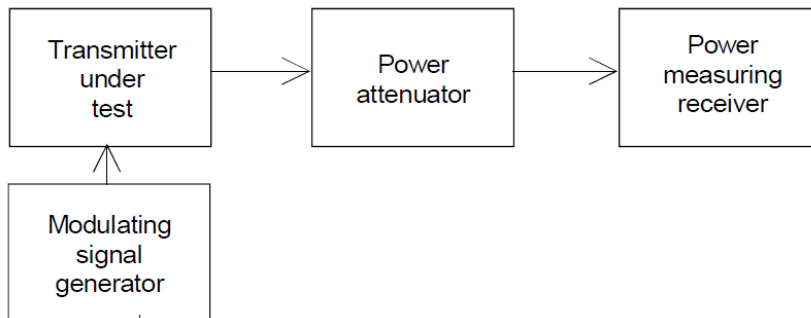 Transmitter
under
test
Power
attenuator
Power
measuring
receiver
Modulating
signal
generator